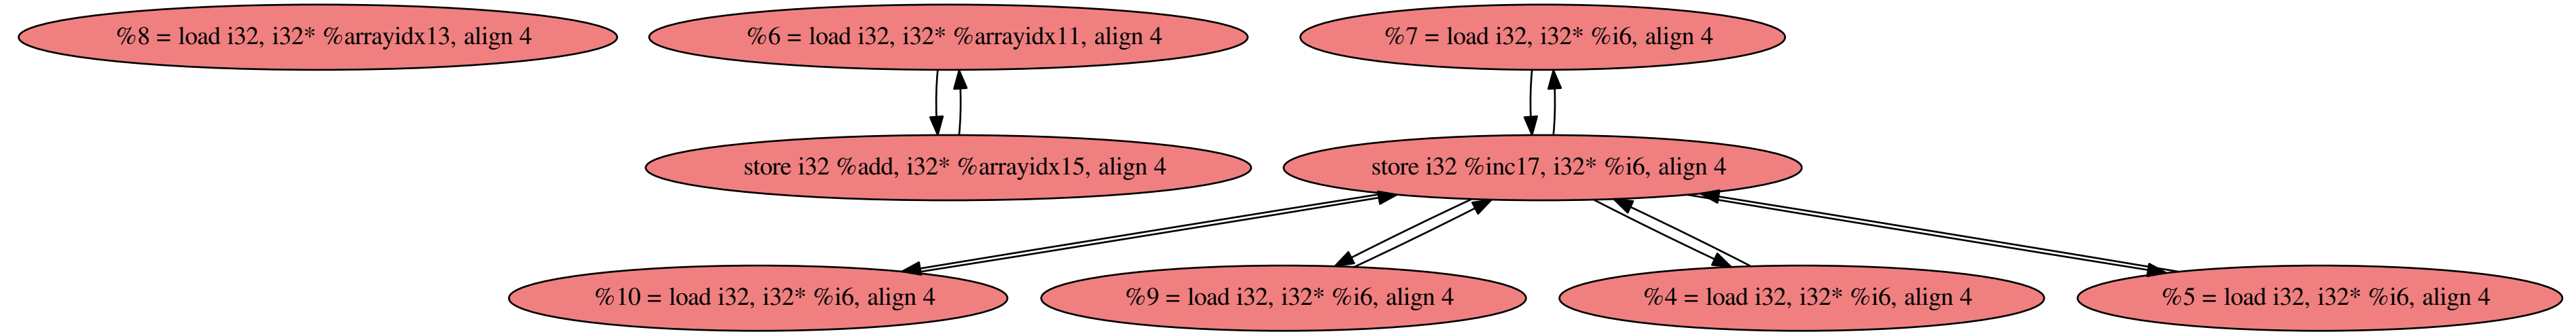 %8 = load i32, i32* %arrayidx13, align 4
%6 = load i32, i32* %arrayidx11, align 4
%7 = load i32, i32* %i6, align 4
store i32 %add, i32* %arrayidx15, align 4
store i32 %inc17, i32* %i6, align 4
%10 = load i32, i32* %i6, align 4
%9 = load i32, i32* %i6, align 4
%4 = load i32, i32* %i6, align 4
%5 = load i32, i32* %i6, align 4